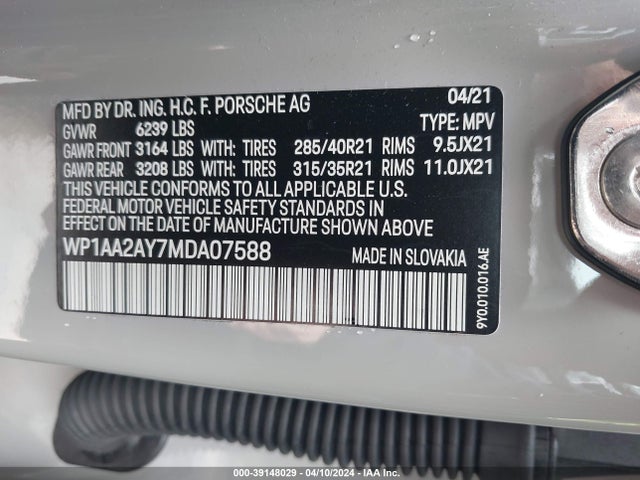 MFD BY DR. ING. H.C. F. PORSCHE AG 04/21
GVWR 6239 LBS TYPE: MPV
GAWR FRONT 3164 LBS WITH: TIRES 285/40R21 RIMS 9.5JX21
GAWR REAR 3208 LBS WITH: TIRES 315/35R21 RIMS 11.0JX21
THIS VEHICLE CONFORMS TO ALL APPLICABLE U.S.
FEDERAL MOTOR VEHICLE SAFETY STANDARDS IN
EFFECT ON THE DATE OF MANUFACTURE SHOWN ABOVE
WP1AA2AY7MDA07588 MADE IN SLOVAKIA
9Y0.010.016.AE
000-39148029 - 04/10/2024 - IAAI.com